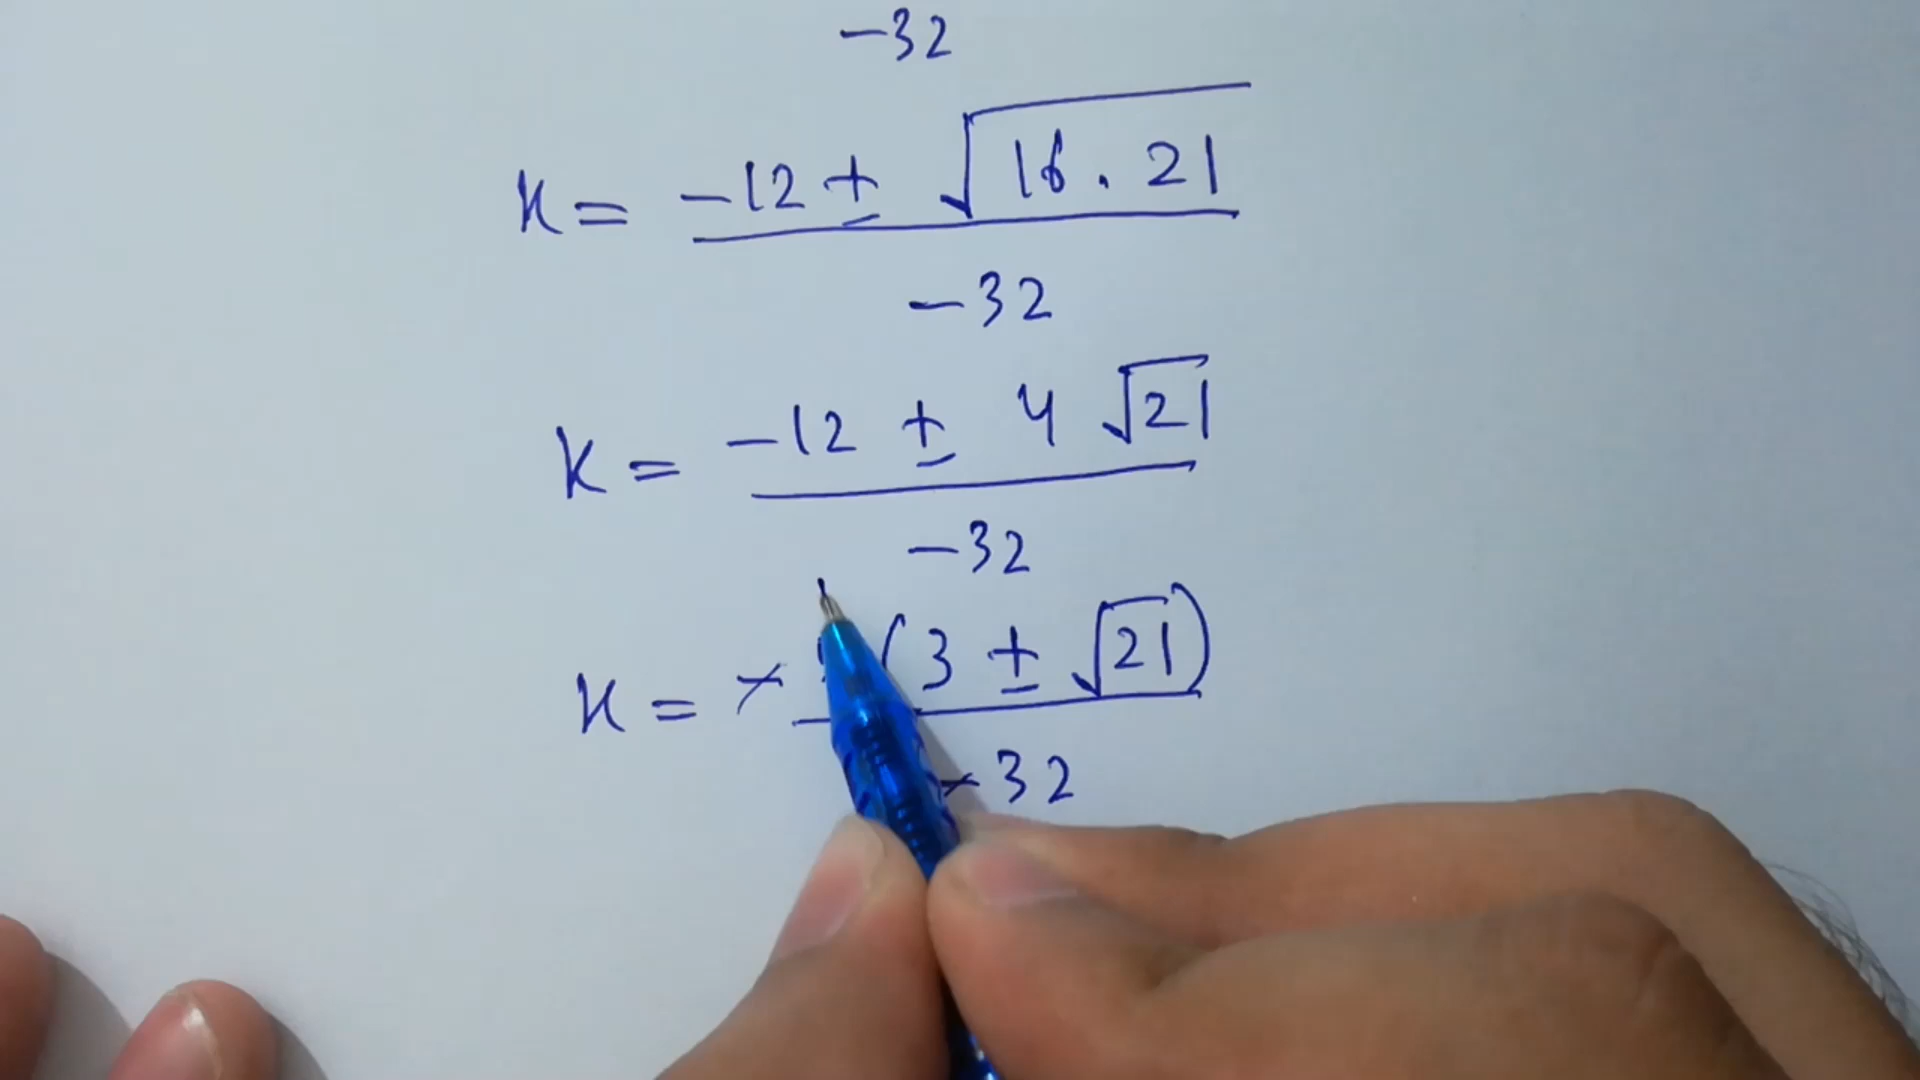 -32
x = -12 ± √16 . 21
-32
x = -12 ± 4 √21
-32
x = - (3 ± √21)
-32